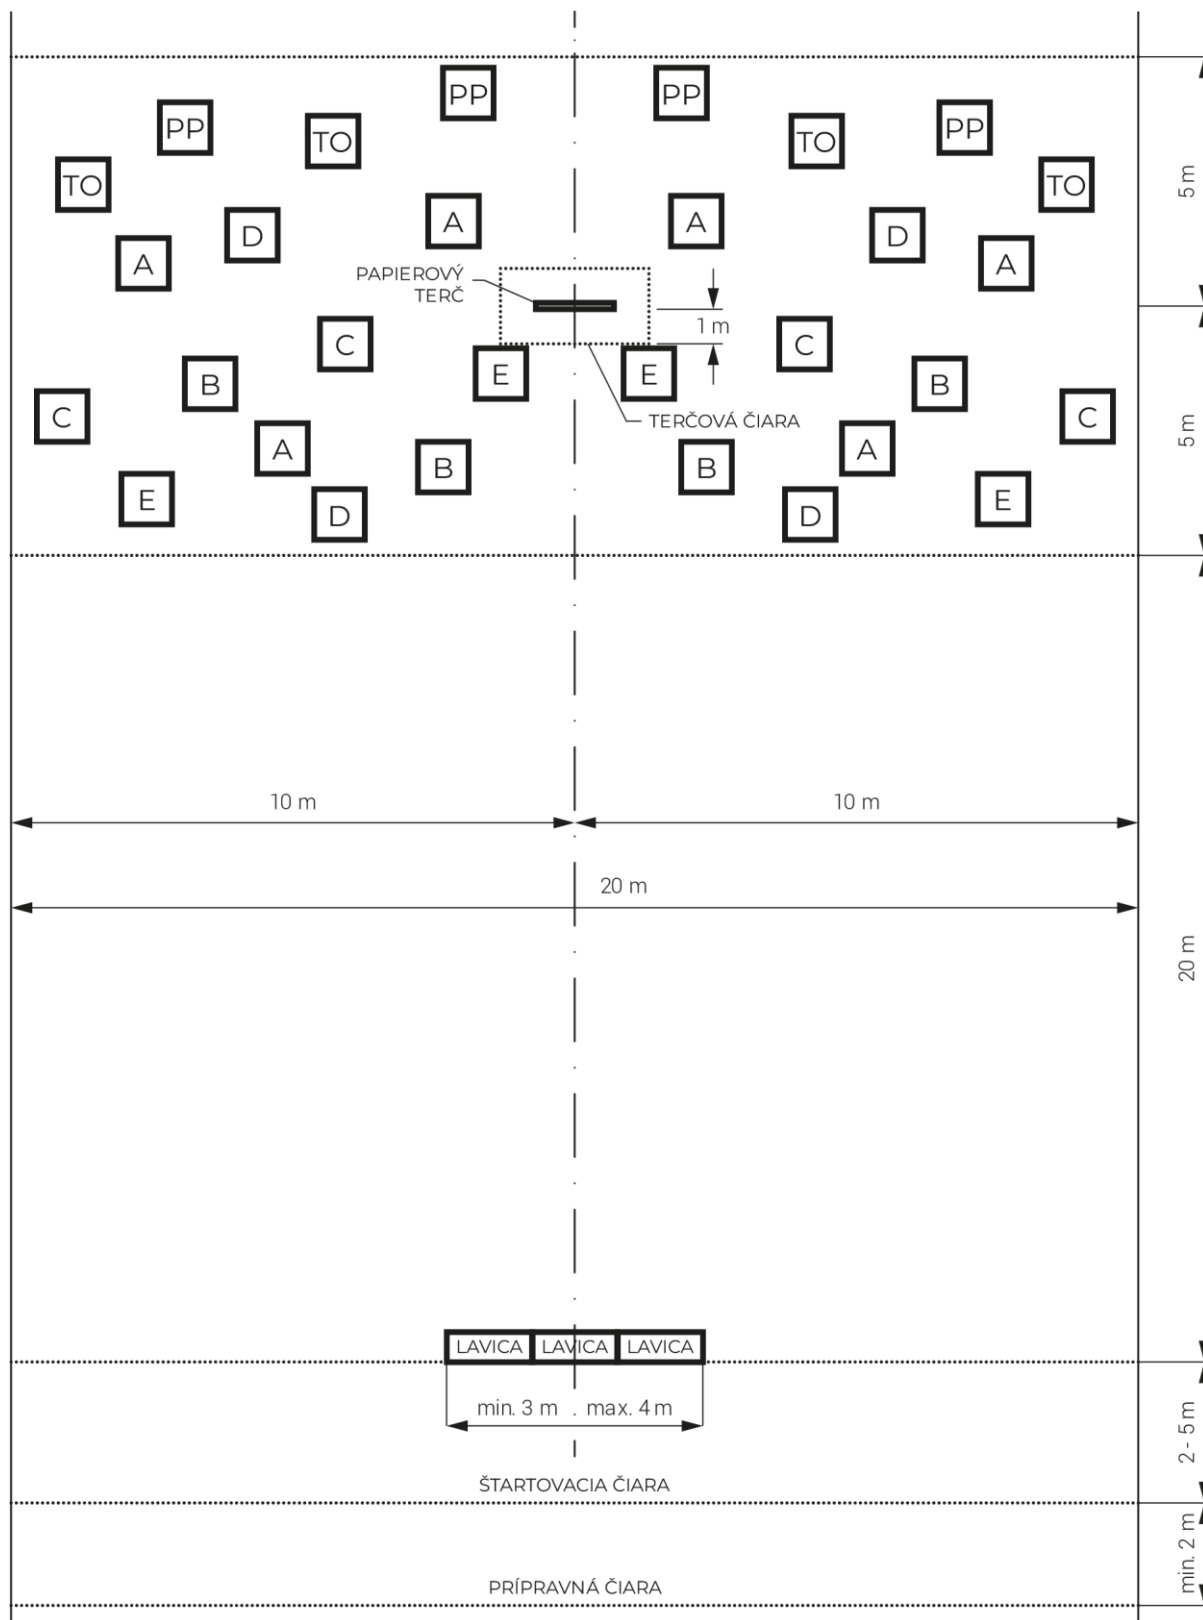 PP
PP
PP
TO
TO
PP
TO
TO
A
A
D
D
A
A
PAPIEROVÝ
TERČ
5 m
1 m
C
C
E
E
B
B
C
C
TERČOVÁ ČIARA
5 m
A
A
B
B
E
E
D
D
10 m
10 m
20 m
20 m
LAVICA
LAVICA
LAVICA
min. 3 m
max. 4 m
2 - 5 m
ŠTARTOVACIA ČIARA
min. 2 m
PRÍPRAVNÁ ČIARA